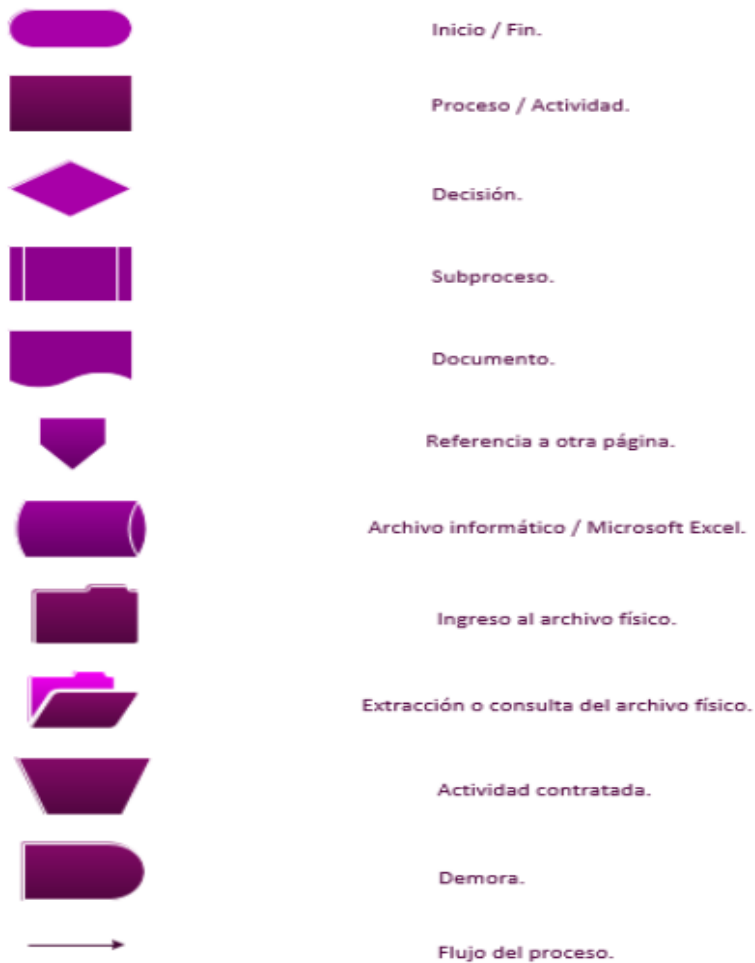 Inicio / Fin.
Proceso / Actividad.
Decisión.
Subproceso.
Documento.
Referencia a otra página.
Archivo informático / Microsoft Excel.
Ingreso al archivo físico.
Extracción o consulta del archivo físico.
Actividad contratada.
Demora.
Flujo del proceso.